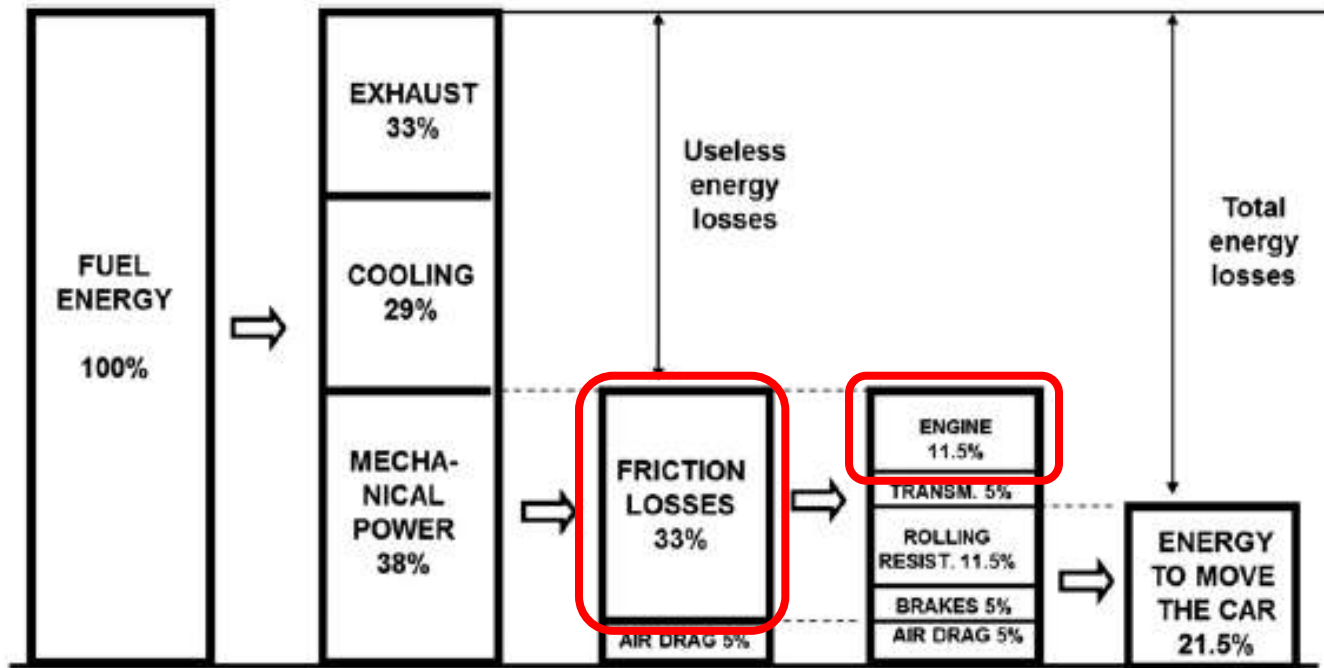 FUEL
ENERGY
100%
EXHAUST
33%
COOLING
29%
MECHA-
NICAL
POWER
38%
Useless
energy
losses
FRICTION
LOSSES
33%
AIR DRAG 5%
ENGINE
11.5%
TRANSM. 5%
ROLLING
RESIST. 11.5%
BRAKES 5%
AIR DRAG 5%
Total
energy
losses
ENERGY
TO MOVE
THE CAR
21.5%